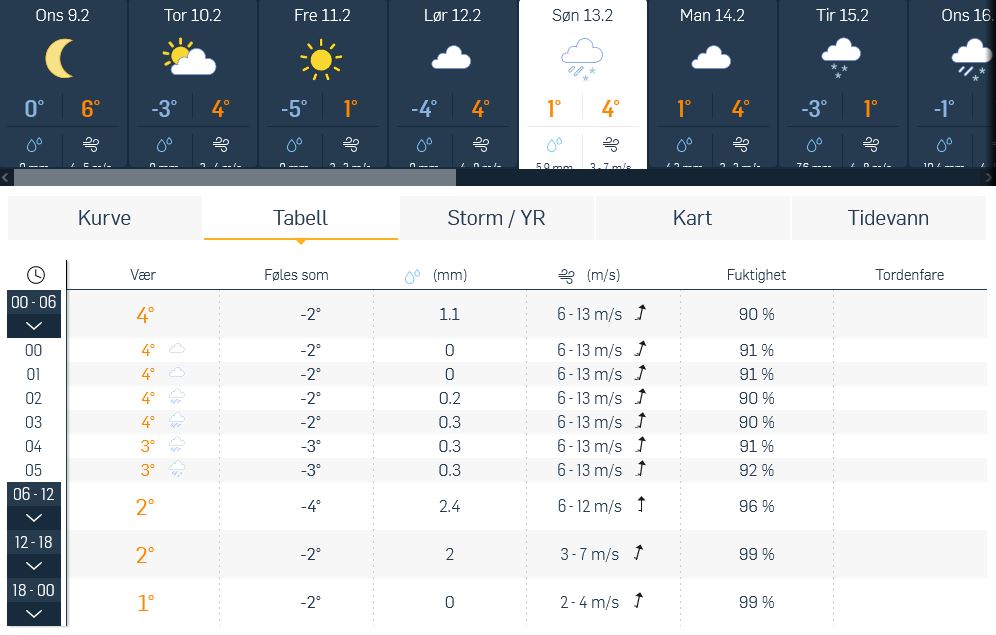 Ons 9.2 Tor 10.2 Fre 11.2 Lør 12.2 Søn 13.2 Man 14.2 Tir 15.2 Ons 16.
0° 6° -3° 4° -5° 1° -4° 4° 1° 4° 1° 4° -3° 1° -1°
Kurve Tabell Storm / YR Kart Tidevann
Vær Føles som (mm) (m/s) Fuktighet Tordenfare
00 - 06 4° -2° 1.1 6 - 13 m/s 90 %
00 4° -2° 0 6 - 13 m/s 91 %
01 4° -2° 0 6 - 13 m/s 91 %
02 4° -2° 0.2 6 - 13 m/s 90 %
03 4° -2° 0.3 6 - 13 m/s 90 %
04 3° -3° 0.3 6 - 13 m/s 91 %
05 3° -3° 0.3 6 - 13 m/s 92 %
06 - 12 2° -4° 2.4 6 - 12 m/s 96 %
12 - 18 2° -2° 2 3 - 7 m/s 99 %
18 - 00 1° -2° 0 2 - 4 m/s 99 %